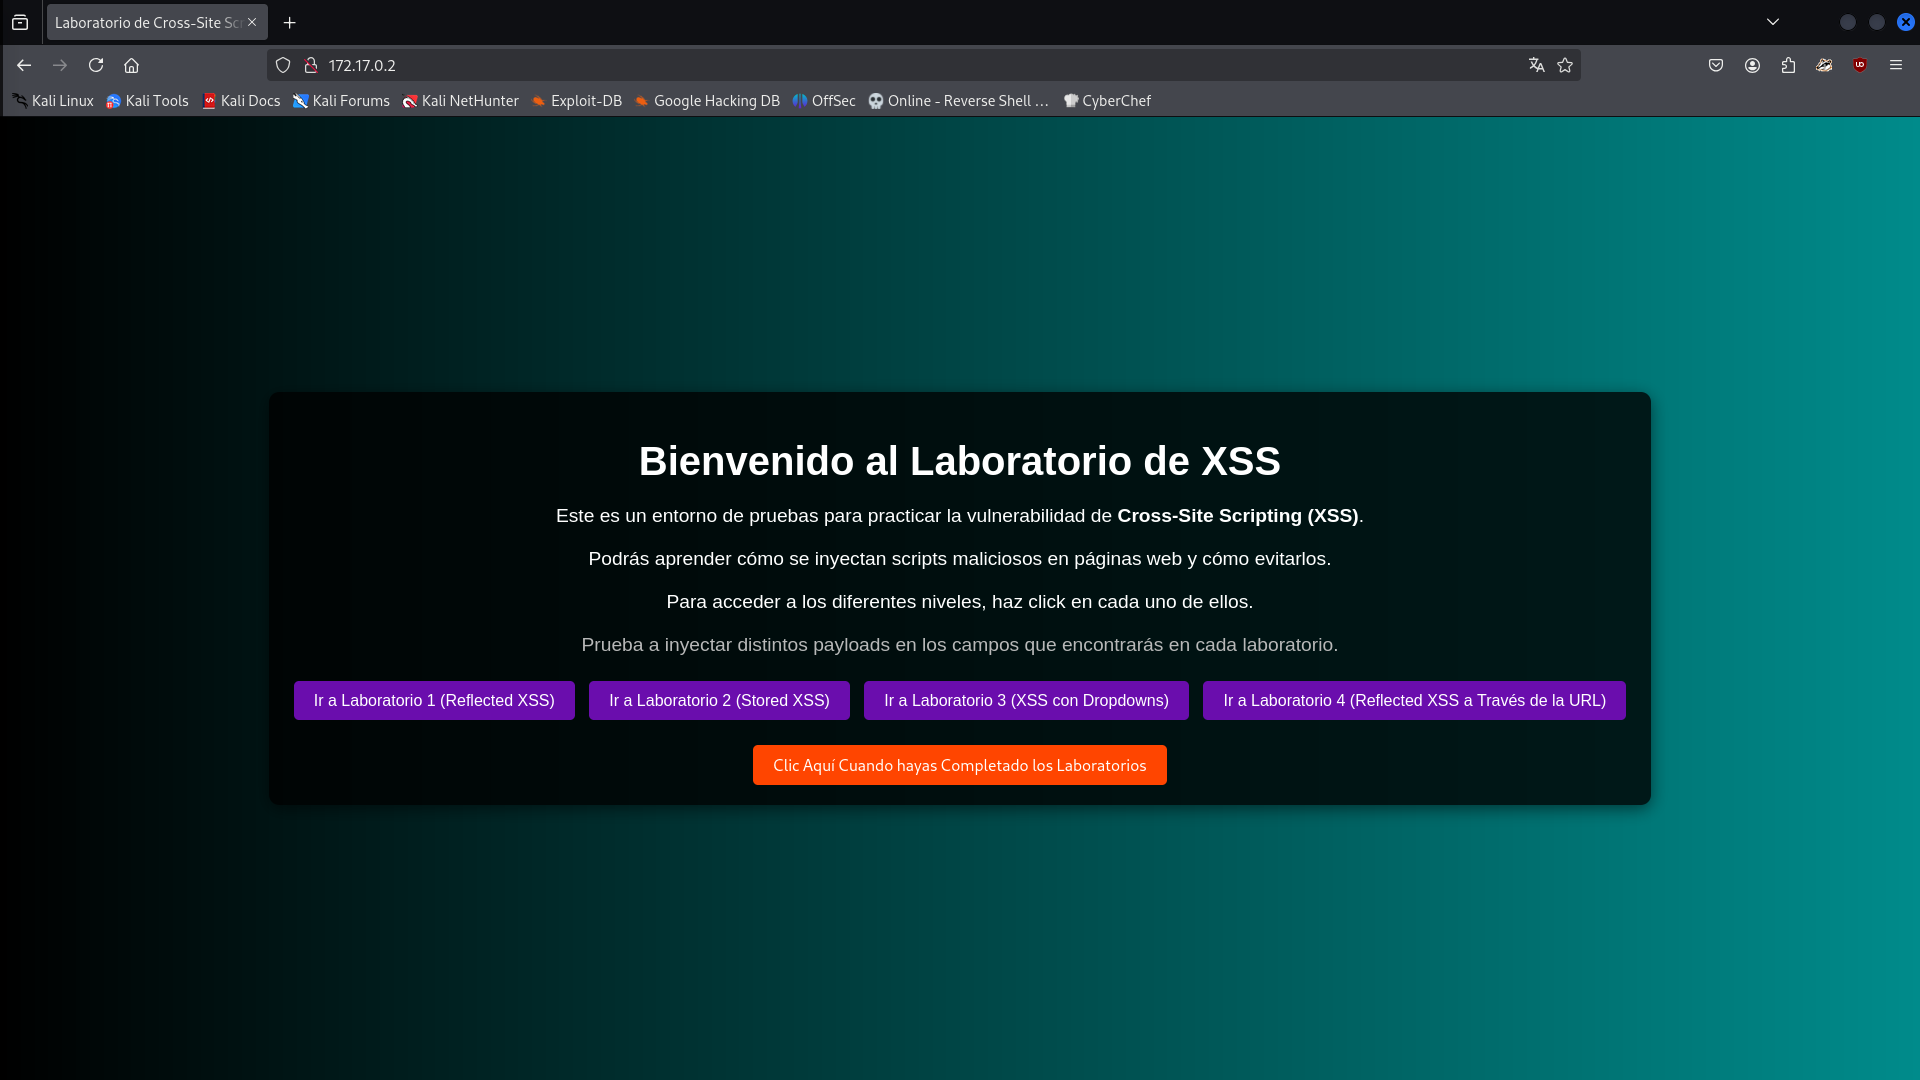 Laboratorio de Cross-Site Scr
172.17.0.2
Kali Linux Kali Tools Kali Docs Kali Forums Kali NetHunter Exploit-DB Google Hacking DB OffSec Online - Reverse Shell … CyberChef
Bienvenido al Laboratorio de XSS
Este es un entorno de pruebas para practicar la vulnerabilidad de Cross-Site Scripting (XSS).
Podrás aprender cómo se inyectan scripts maliciosos en páginas web y cómo evitarlos.
Para acceder a los diferentes niveles, haz click en cada uno de ellos.
Prueba a inyectar distintos payloads en los campos que encontrarás en cada laboratorio.
Ir a Laboratorio 1 (Reflected XSS) Ir a Laboratorio 2 (Stored XSS) Ir a Laboratorio 3 (XSS con Dropdowns) Ir a Laboratorio 4 (Reflected XSS a Través de la URL)
Clic Aquí Cuando hayas Completado los Laboratorios